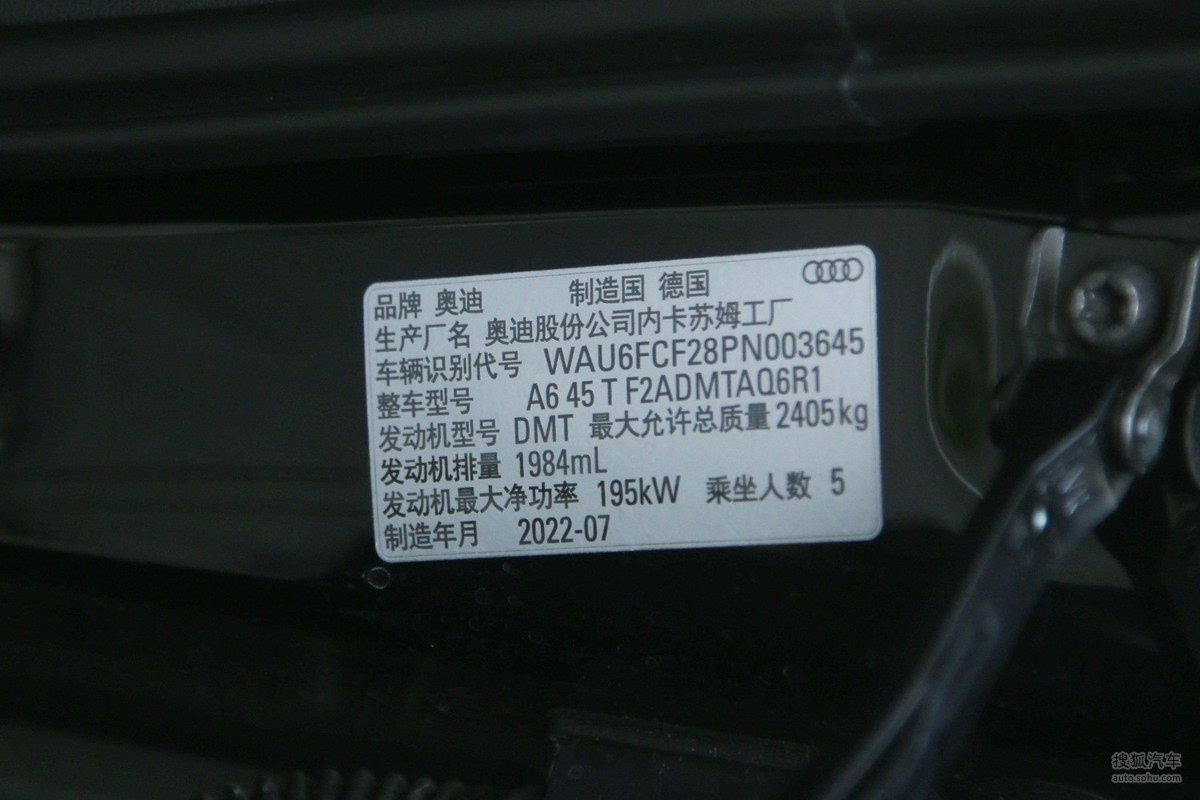 品牌 奥迪 制造国 德国
生产厂名 奥迪股份公司内卡苏姆工厂
车辆识别代号 WAU6FCF28PN003645
整车型号 A6 45 T F2ADMTAQ6R1
发动机型号 DMT 最大允许总质量 2405kg
发动机排量 1984mL
发动机最大净功率 195kW 乘坐人数 5
制造年月 2022-07
搜狐汽车
auto.sohu.com